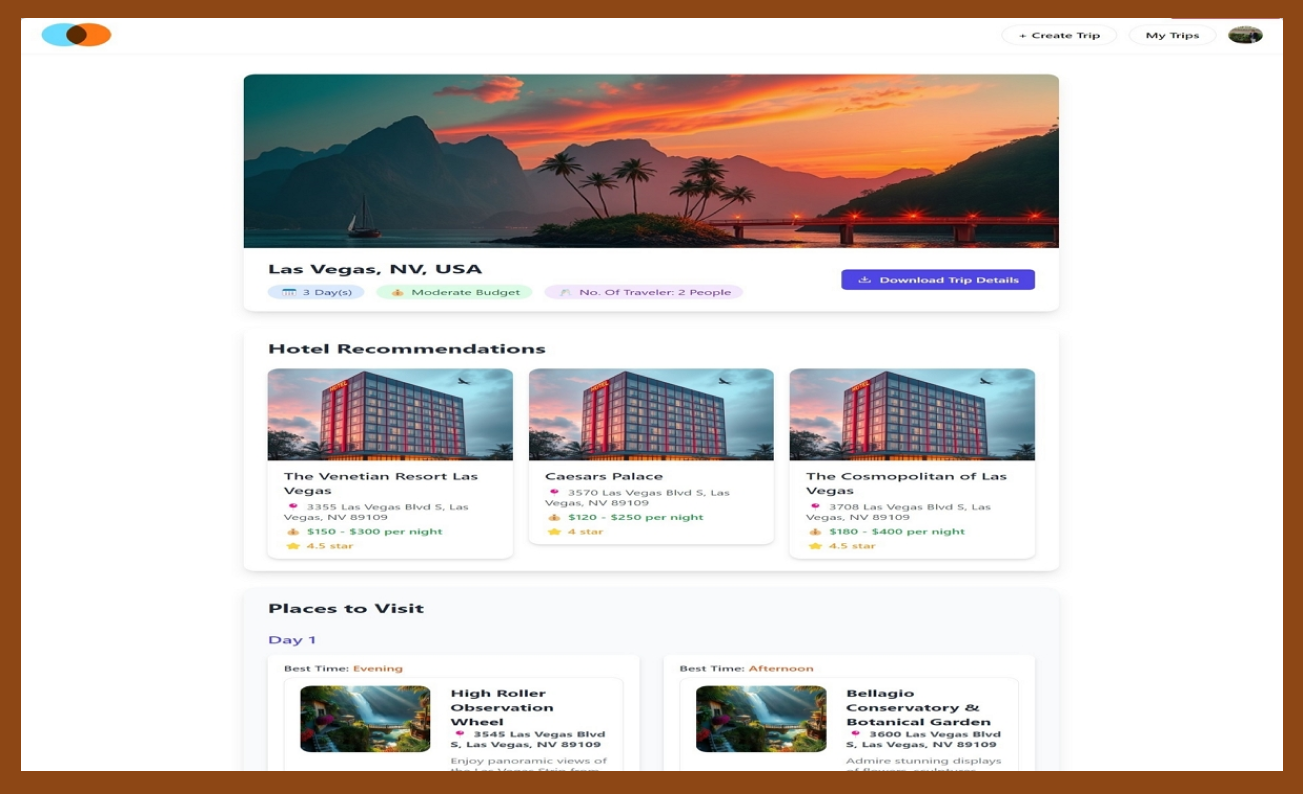 + Create Trip
My Trips
Las Vegas, NV, USA
3 Day(s)
Moderate Budget
No. Of Traveler: 2 People
Download Trip Details
Hotel Recommendations
HOTEL
HOTEL
HOTEL
The Venetian Resort Las
Vegas
3355 Las Vegas Blvd S, Las
Vegas, NV 89109
$150 - $300 per night
4.5 star
Caesars Palace
3570 Las Vegas Blvd S, Las
Vegas, NV 89109
$120 - $250 per night
4 star
The Cosmopolitan of Las
Vegas
3708 Las Vegas Blvd S, Las
Vegas, NV 89109
$180 - $400 per night
4.5 star
Places to Visit
Day 1
Best Time: Evening
High Roller
Observation
Wheel
3545 Las Vegas Blvd
S, Las Vegas, NV 89109
Enjoy panoramic views of
Best Time: Afternoon
Bellagio
Conservatory &
Botanical Garden
3600 Las Vegas Blvd
S, Las Vegas, NV 89109
Admire stunning displays